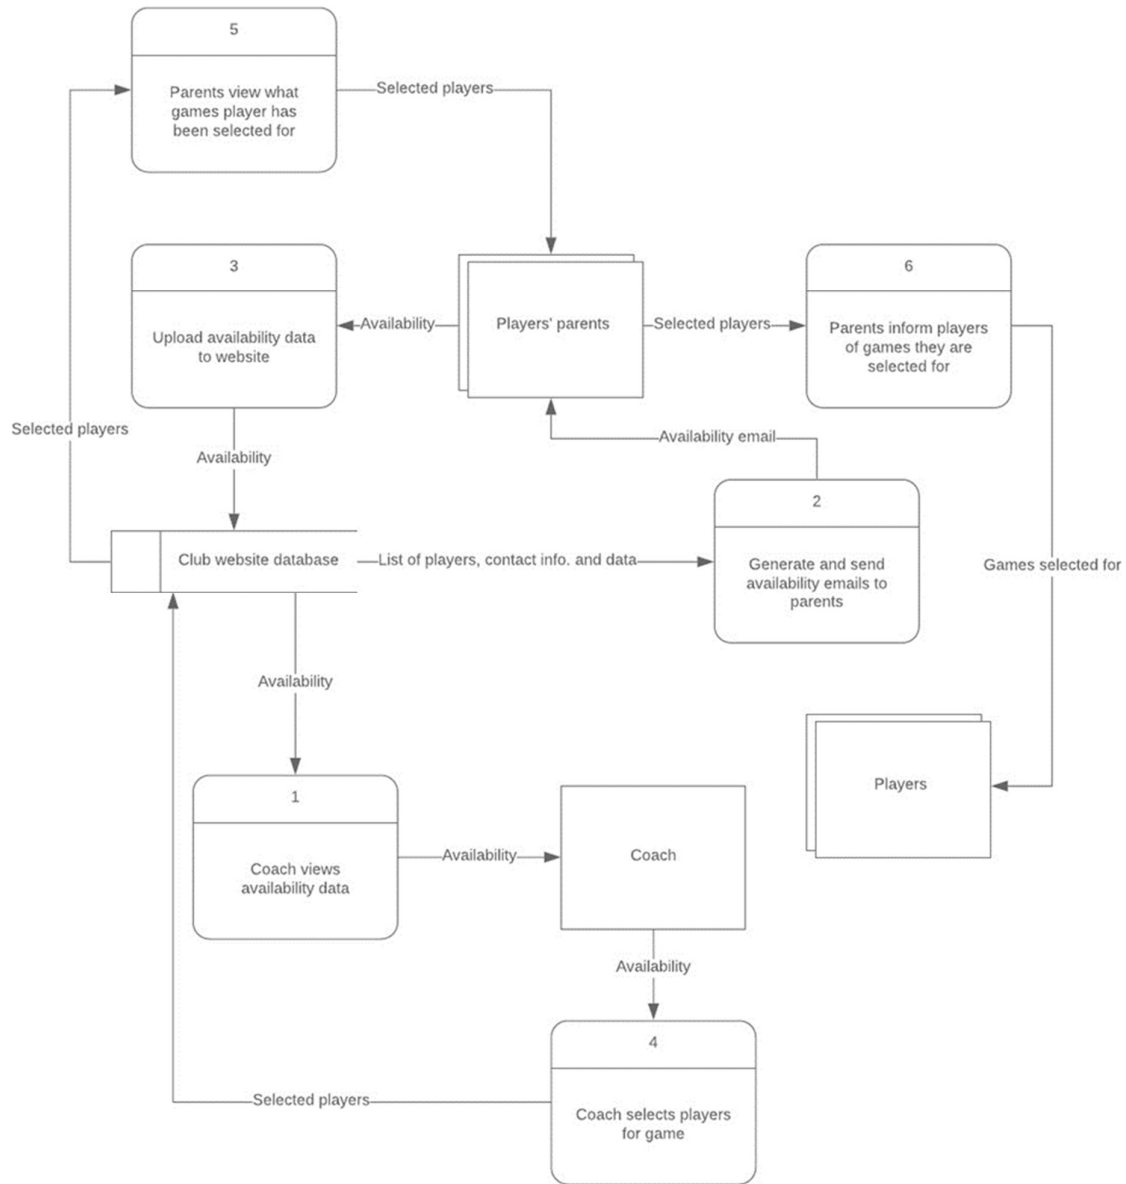 5
Parents view what
games player has
been selected for
Selected players
3
Upload availability data
to website
Availability
Players' parents
Selected players
6
Parents inform players
of games they are
selected for
Selected players
Availability
Availability email
2
Generate and send
availability emails to
parents
Club website database
List of players, contact info. and data
Games selected for
Availability
1
Coach views
availability data
Availability
Coach
Players
Availability
4
Coach selects players
for game
Selected players